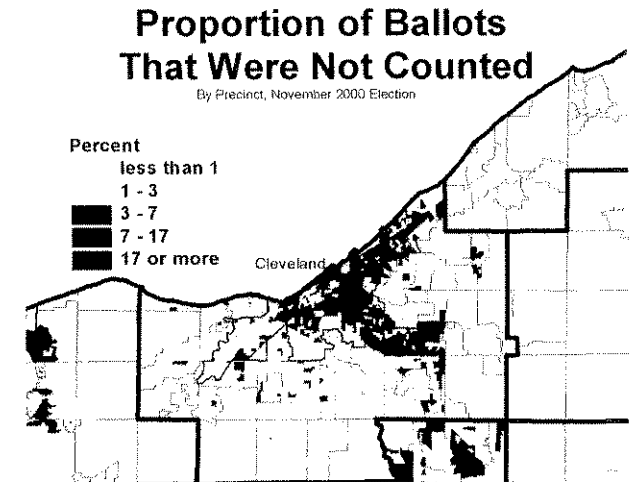 Proportion of Ballots
That Were Not Counted
By Precinct, November 2000 Election
Percent
less than 1
1 - 3
3 - 7
7 - 17
17 or more
Cleveland